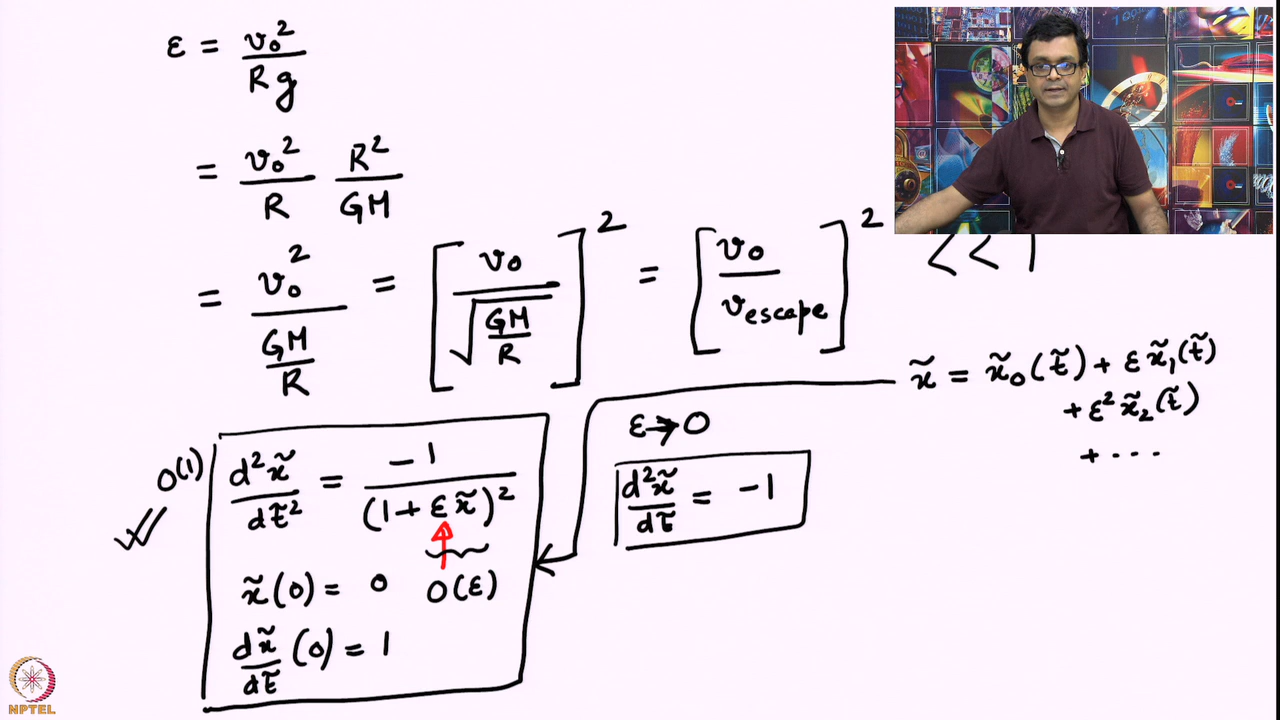 ε = v₀² / Rg
= v₀² / R R² / GM
= v₀² / (GM / R) = [v₀ / √(GM / R)]² = [v₀ / v_escape]² << 1
x̃ = x̃₀(t̃) + ε x̃₁(t̃)
+ ε² x̃₂(t̃)
+ ...
ε → 0
O(1) d²x̃ / dt̃² = -1 / (1 + εx̃)²
d²x̃ / dt̃ = -1
x̃(0) = 0 O(ε)
dx̃ / dt̃ (0) = 1
NPTEL